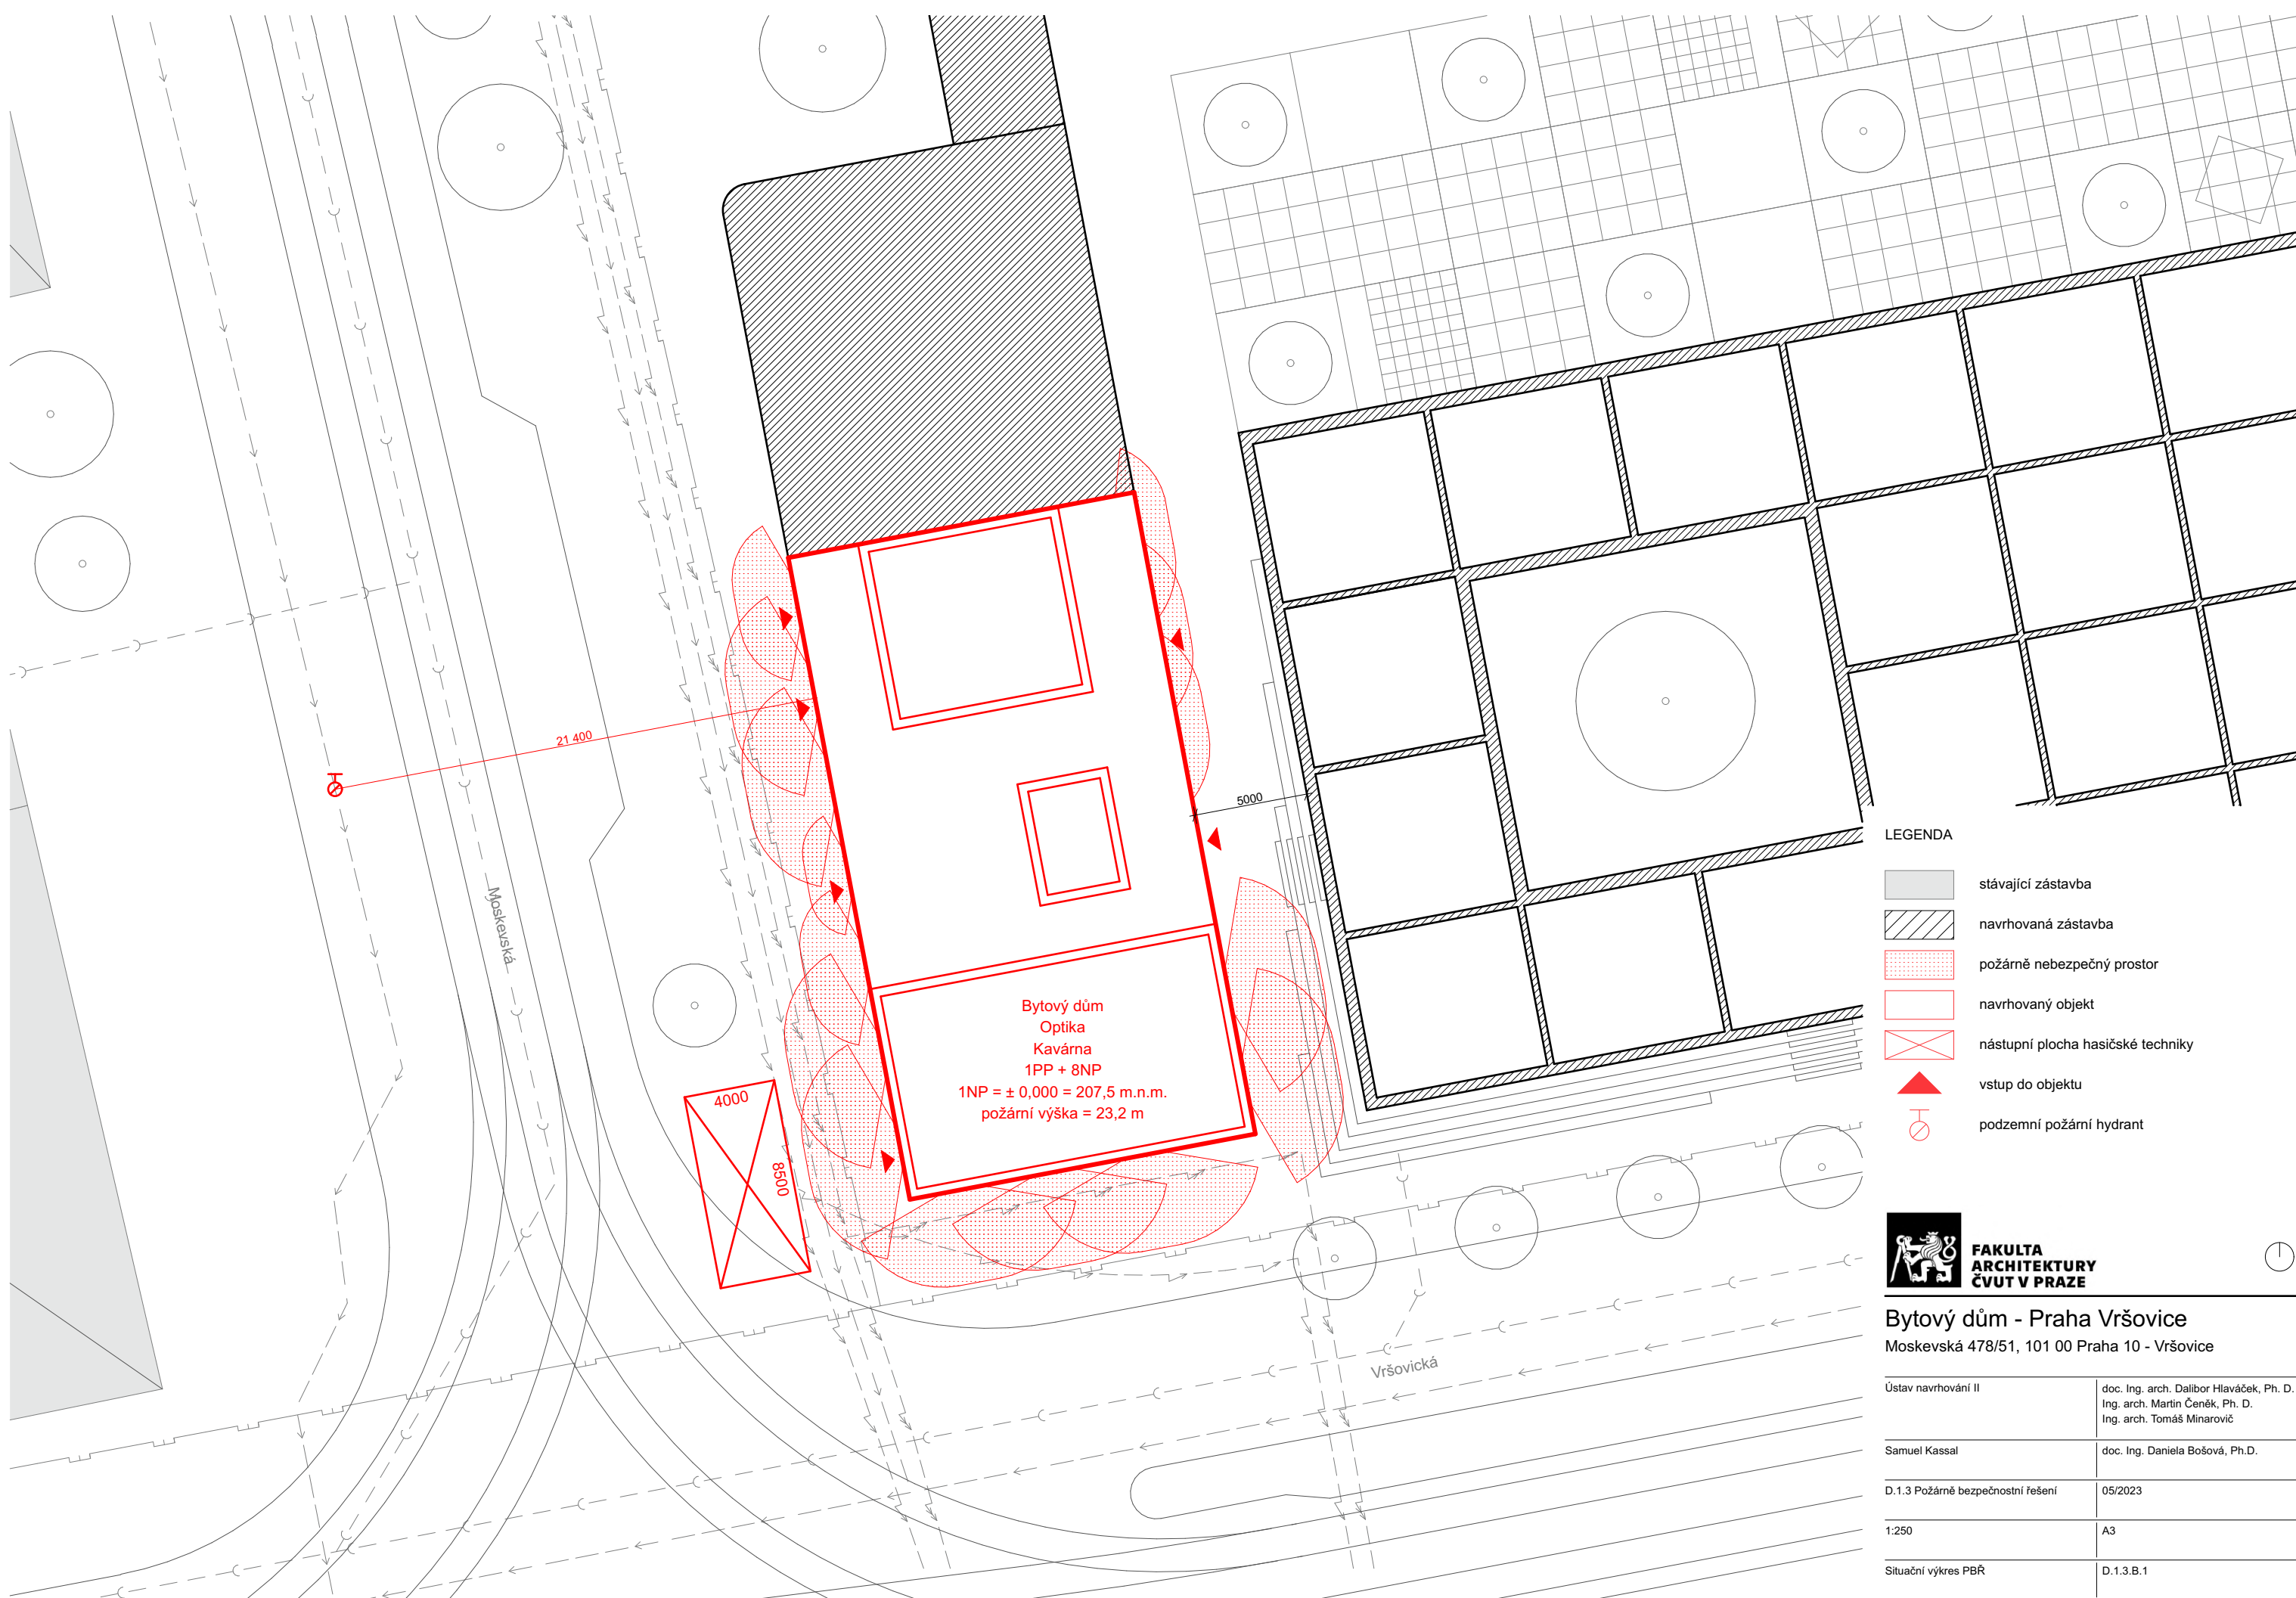 21 400
5000
Moskevská
4000
8500
Bytový dům
Optika
Kavárna
1PP + 8NP
1NP = ± 0,000 = 207,5 m.n.m.
požární výška = 23,2 m
Vršovická
LEGENDA
stávající zástavba
navrhovaná zástavba
požárně nebezpečný prostor
navrhovaný objekt
nástupní plocha hasičské techniky
vstup do objektu
podzemní požární hydrant
FAKULTA
ARCHITEKTURY
ČVUT V PRAZE
Bytový dům - Praha Vršovice
Moskevská 478/51, 101 00 Praha 10 - Vršovice
Ústav navrhování II
doc. Ing. arch. Dalibor Hlaváček, Ph. D.
Ing. arch. Martin Čeněk, Ph. D.
Ing. arch. Tomáš Minarovič
Samuel Kassal
doc. Ing. Daniela Bošová, Ph.D.
D.1.3 Požárně bezpečnostní řešení
05/2023
1:250
A3
Situační výkres PBŘ
D.1.3.B.1